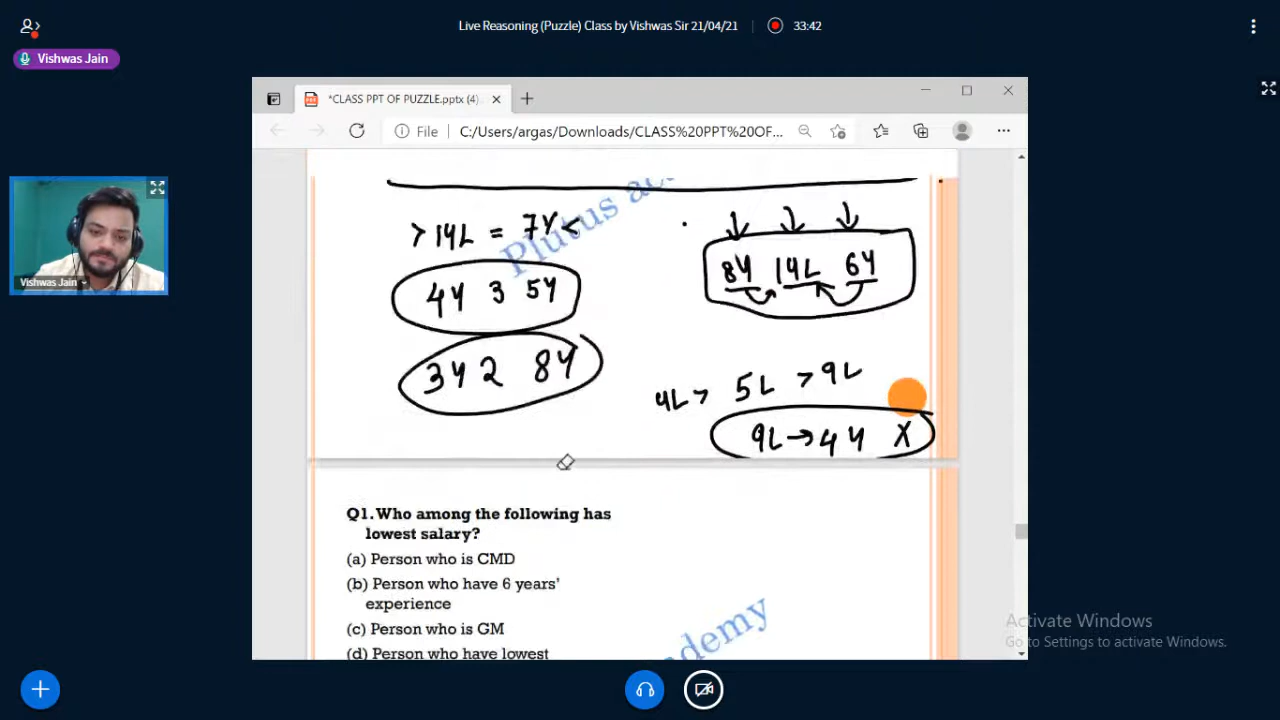 Live Reasoning (Puzzle) Class by Vishwas Sir 21/04/21
33:42
Vishwas Jain
*CLASS PPT OF PUZZLE.pptx (4)
File
C:/Users/argas/Downloads/CLASS%20PPT%20OF...
Plutus ac
> 14L = 7Y <
8Y 14L 6Y
4Y 3 5Y
3Y 2 8Y
4L > 5L > 9L
9L → 4Y X
Vishwas Jain
Q1. Who among the following has
lowest salary?
(a) Person who is CMD
(b) Person who have 6 years'
experience
(c) Person who is GM
(d) Person who have lowest
demy
Activate Windows
Go to Settings to activate Windows.